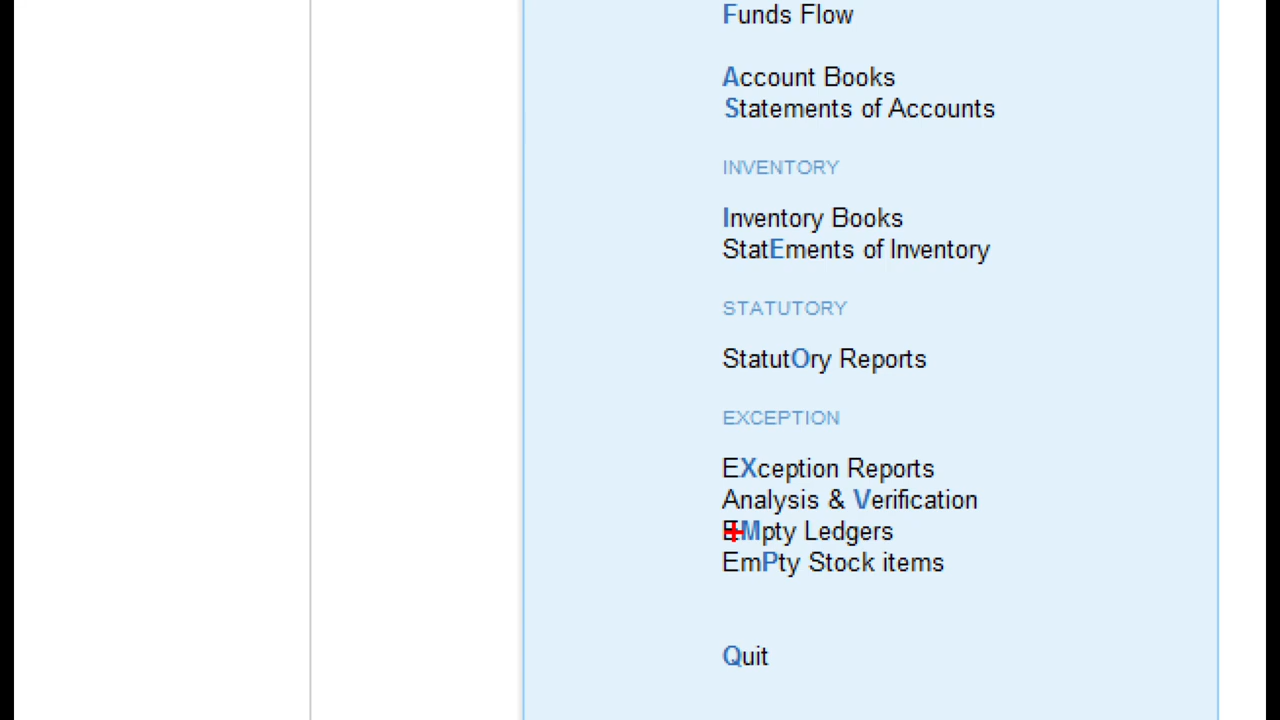 Funds Flow
Account Books
Statements of Accounts
INVENTORY
Inventory Books
StatEments of Inventory
STATUTORY
StatutOry Reports
EXCEPTION
EXception Reports
Analysis & Verification
EMpty Ledgers
EmPty Stock items
Quit